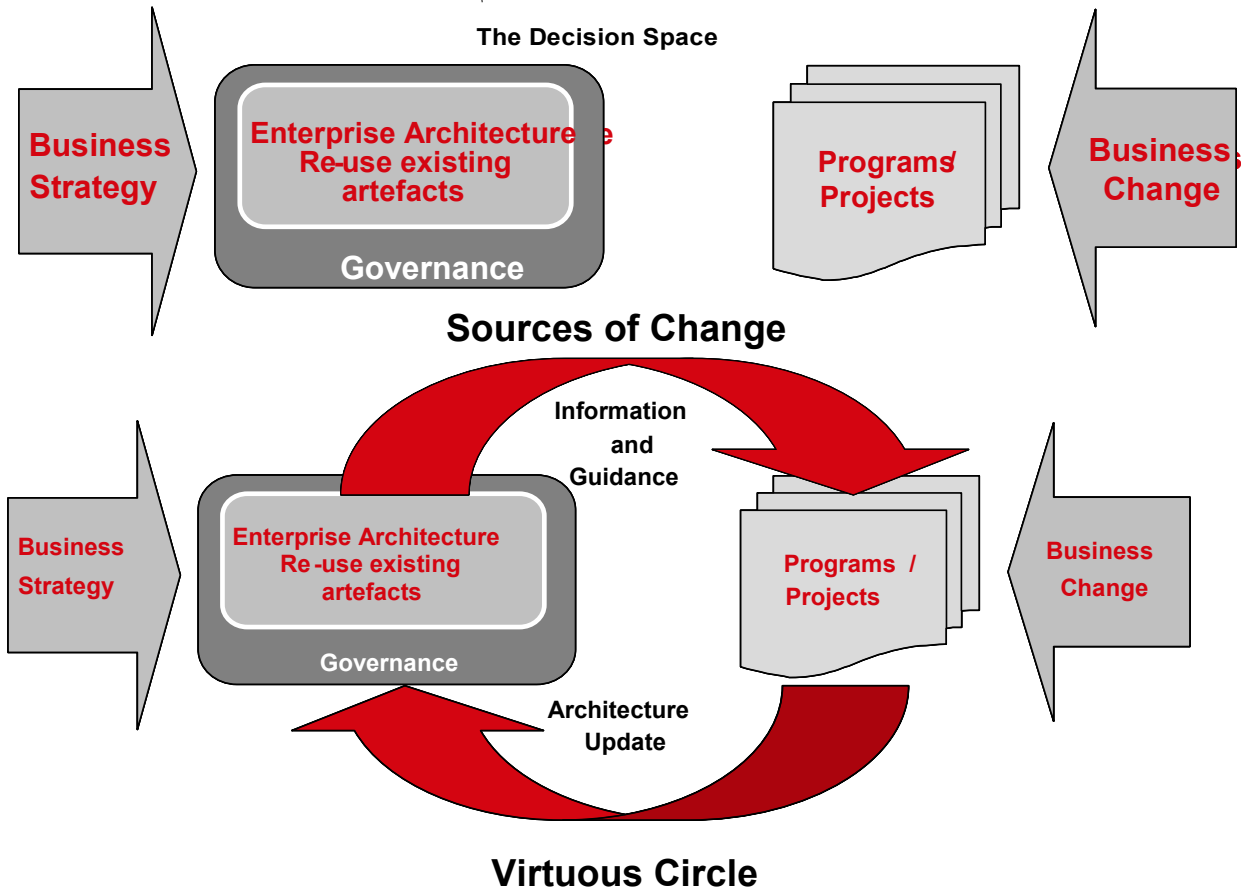 The Decision Space
Business
Strategy
Enterprise Architecture
Re-use existing
artefacts
Governance
Programs/
Projects
Business
Change
Sources of Change
Information
and
Guidance
Business
Strategy
Enterprise Architecture
Re-use existing
artefacts
Governance
Programs /
Projects
Business
Change
Architecture
Update
Virtuous Circle